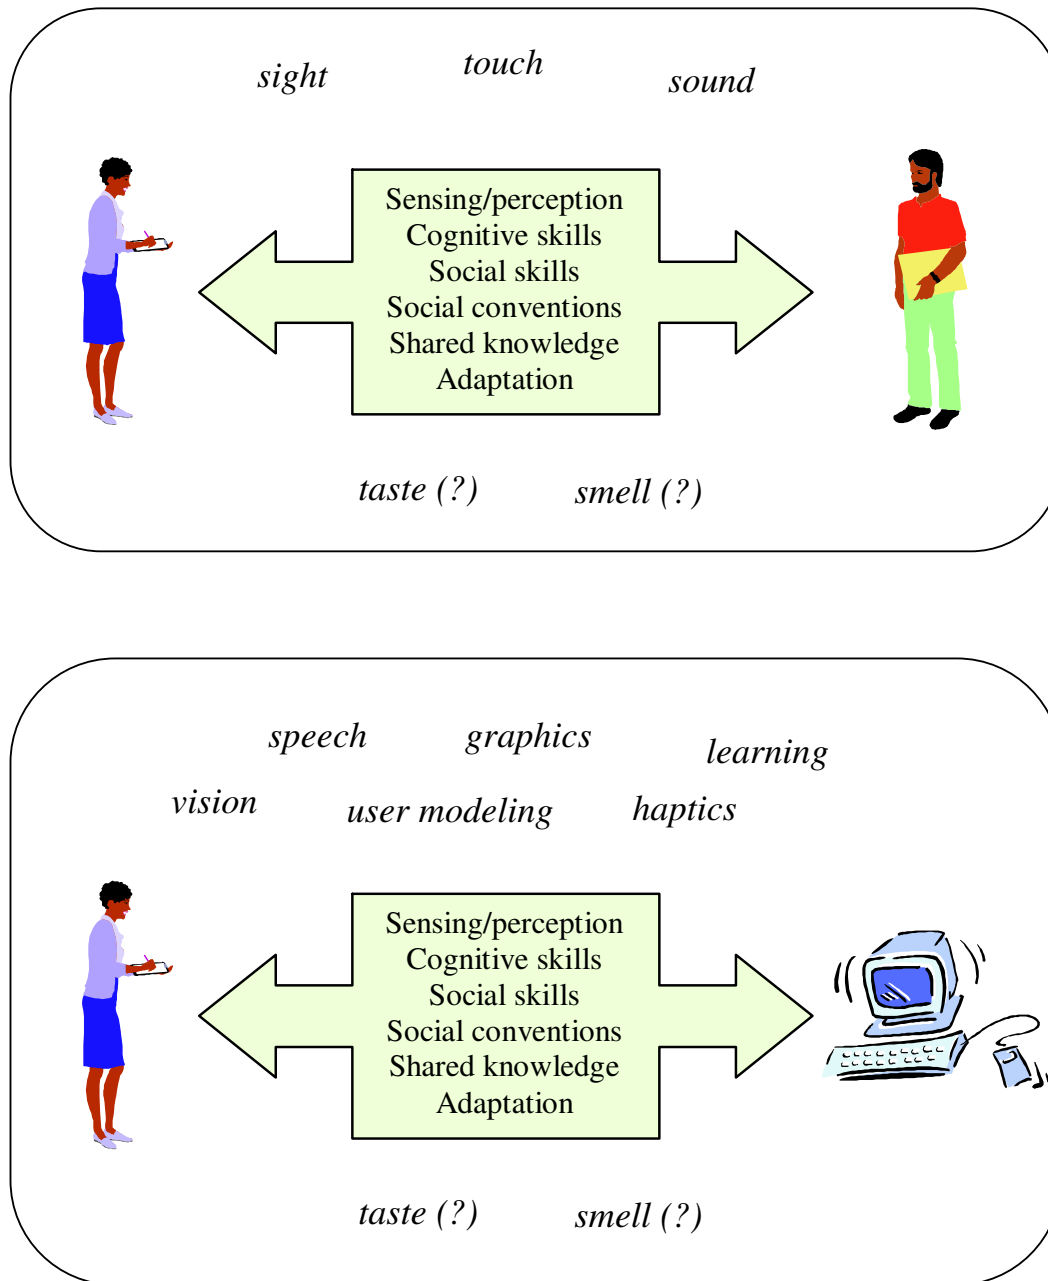 sight touch sound
Sensing/perception
Cognitive skills
Social skills
Social conventions
Shared knowledge
Adaptation
taste (?) smell (?)
speech graphics learning
vision user modeling haptics
Sensing/perception
Cognitive skills
Social skills
Social conventions
Shared knowledge
Adaptation
taste (?) smell (?)